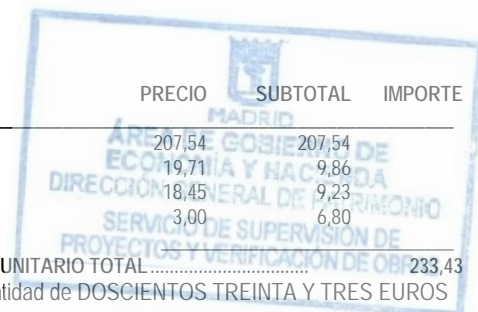 PRECIO SUBTOTAL IMPORTE
MADRID
207,54 207,54
ÁREA DE GOBIERNO DE
19,71 9,86
ECONOMÍA Y HACIENDA
18,45 9,23
DIRECCIÓN GENERAL DE PATRIMONIO
3,00 6,80
SERVICIO DE SUPERVISIÓN DE
PROYECTOS Y VERIFICACIÓN DE
UNITARIO TOTAL................................ 233,43
ntidad de DOSCIENTOS TREINTA Y TRES EUROS